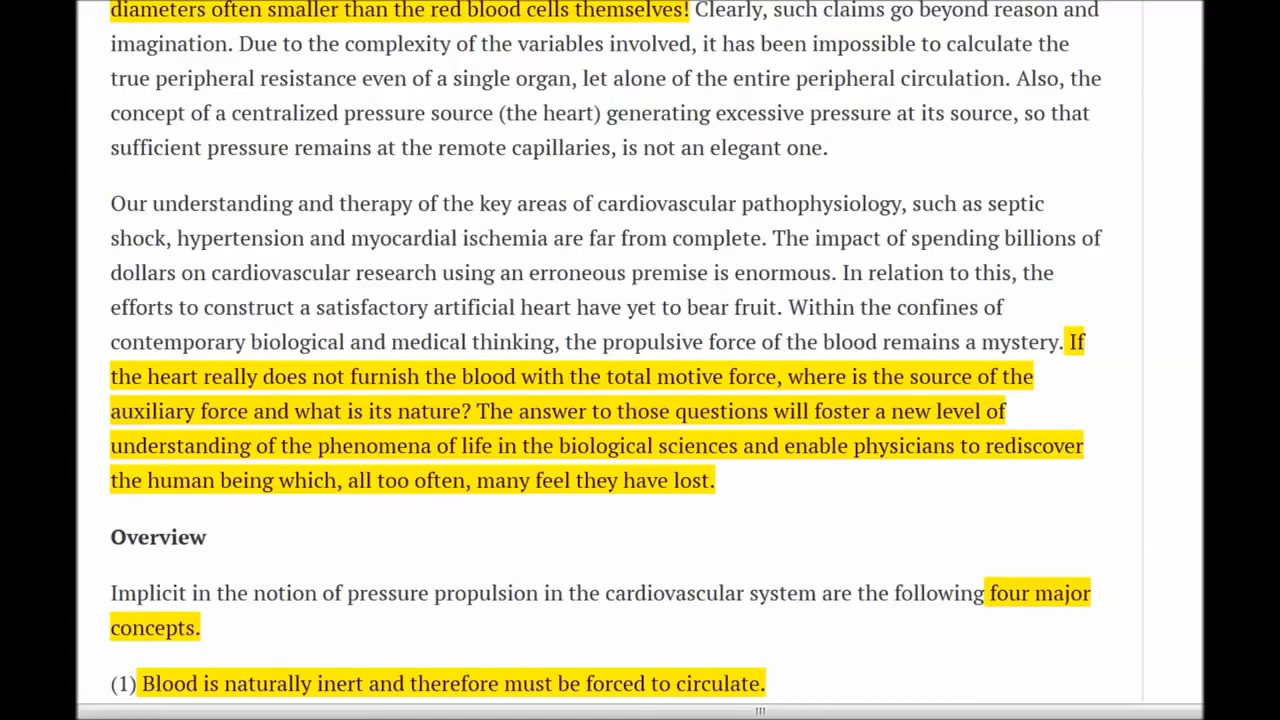 diameters often smaller than the red blood cells themselves! Clearly, such claims go beyond reason and
imagination. Due to the complexity of the variables involved, it has been impossible to calculate the
true peripheral resistance even of a single organ, let alone of the entire peripheral circulation. Also, the
concept of a centralized pressure source (the heart) generating excessive pressure at its source, so that
sufficient pressure remains at the remote capillaries, is not an elegant one.
Our understanding and therapy of the key areas of cardiovascular pathophysiology, such as septic
shock, hypertension and myocardial ischemia are far from complete. The impact of spending billions of
dollars on cardiovascular research using an erroneous premise is enormous. In relation to this, the
efforts to construct a satisfactory artificial heart have yet to bear fruit. Within the confines of
contemporary biological and medical thinking, the propulsive force of the blood remains a mystery. If
the heart really does not furnish the blood with the total motive force, where is the source of the
auxiliary force and what is its nature? The answer to those questions will foster a new level of
understanding of the phenomena of life in the biological sciences and enable physicians to rediscover
the human being which, all too often, many feel they have lost.
Overview
Implicit in the notion of pressure propulsion in the cardiovascular system are the following four major
concepts.
(1) Blood is naturally inert and therefore must be forced to circulate.